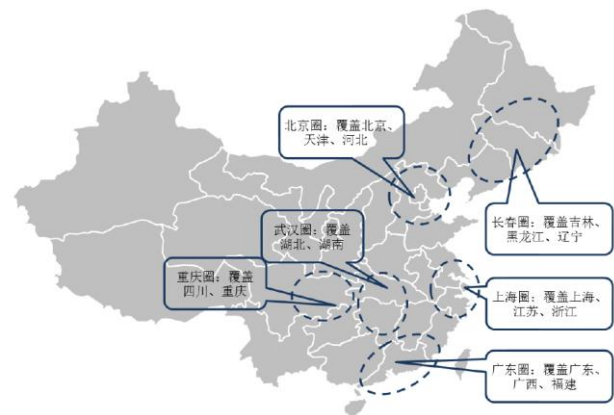 北京圈：覆盖北京、
天津、河北
武汉圈：覆盖
湖北、湖南
重庆圈：覆盖
四川、重庆
长春圈：覆盖吉林、
黑龙江、辽宁
上海圈：覆盖上海、
江苏、浙江
广东圈：覆盖广东、
广西、福建